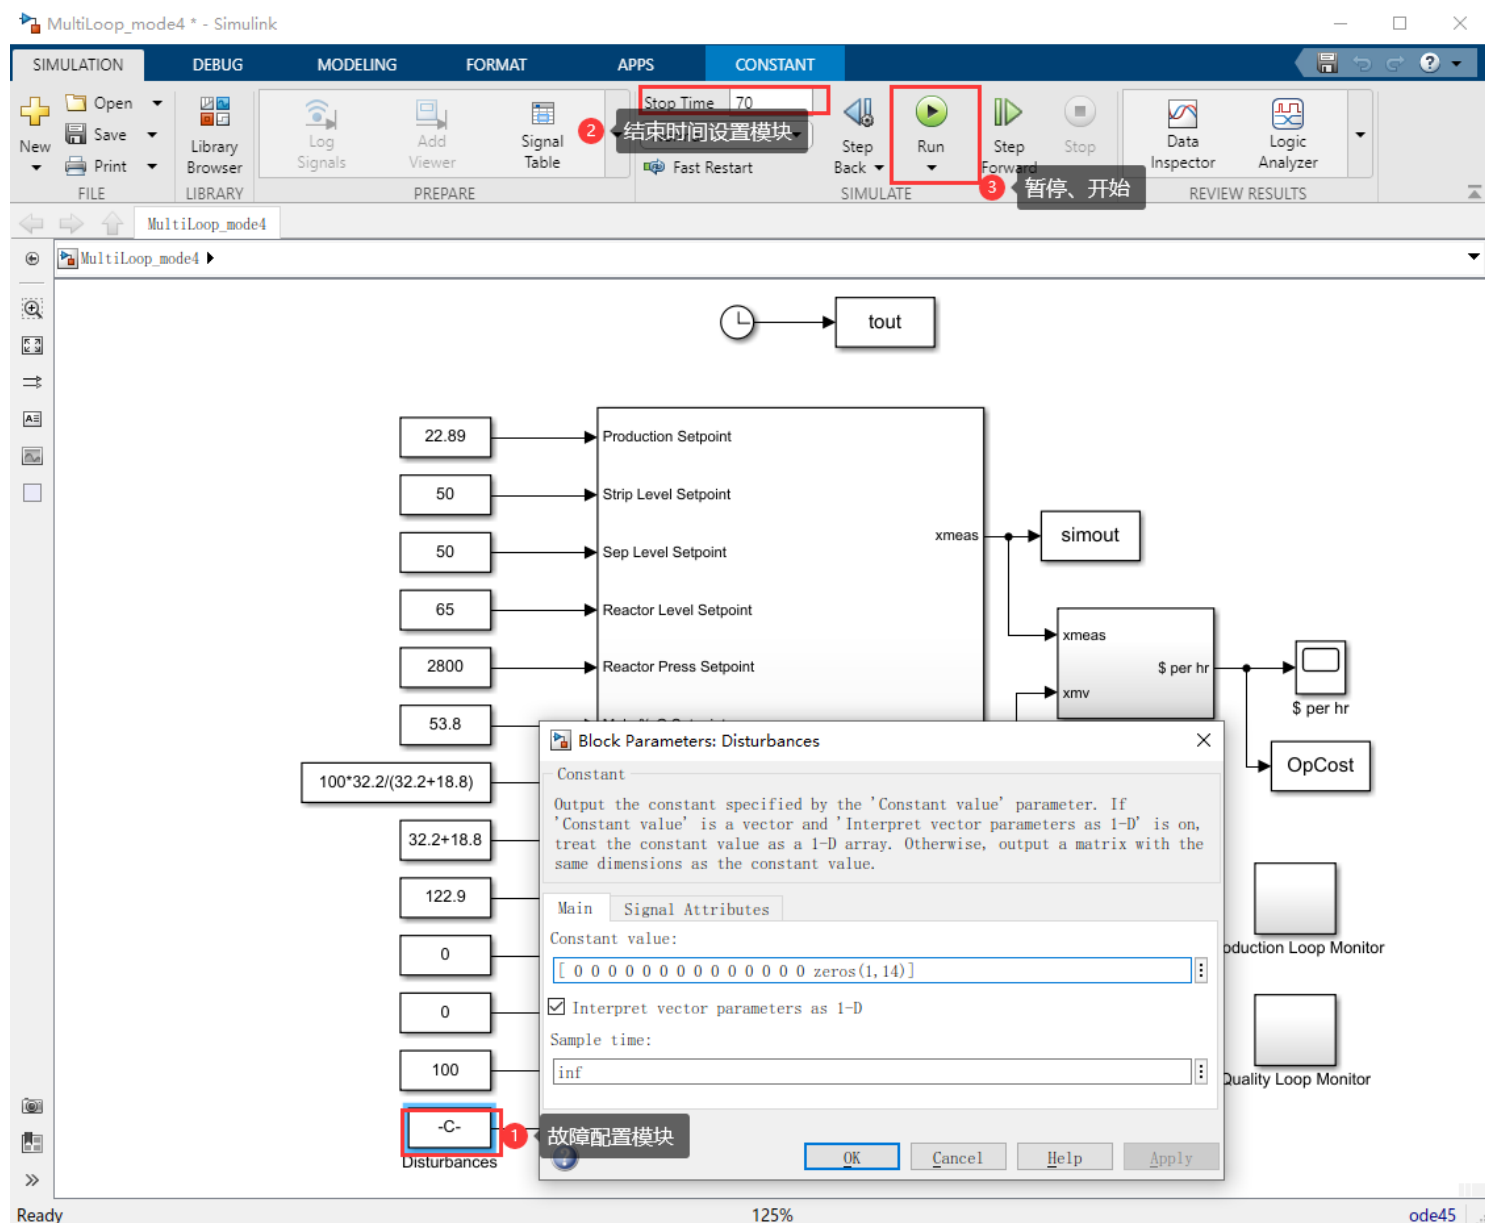 MultiLoop_mode4 * - Simulink
SIMULATION DEBUG MODELING FORMAT APPS CONSTANT
New
Open
Save
Print
FILE
Library Browser
LIBRARY
Log Signals
Add Viewer
Signal Table
PREPARE
Stop Time 70
2 结束时间设置模块
Fast Restart
Step Back
Run
Step Forward
Stop
SIMULATE
3 暂停、开始
Data Inspector
Logic Analyzer
REVIEW RESULTS
MultiLoop_mode4
MultiLoop_mode4
tout
22.89 Production Setpoint
50 Strip Level Setpoint
xmeas simout
50 Sep Level Setpoint
65 Reactor Level Setpoint
xmeas
2800 Reactor Press Setpoint
$ per hr
xmv
$ per hr
53.8
OpCost
100*32.2/(32.2+18.8)
32.2+18.8
122.9
0
0
100
-C-
Disturbances
1 故障配置模块
Block Parameters: Disturbances
Constant
Output the constant specified by the 'Constant value' parameter. If
'Constant value' is a vector and 'Interpret vector parameters as 1-D' is on,
treat the constant value as a 1-D array. Otherwise, output a matrix with the
same dimensions as the constant value.
Main Signal Attributes
Constant value:
[ 0 0 0 0 0 0 0 0 0 0 0 0 0 0 zeros(1,14)]
Interpret vector parameters as 1-D
Sample time:
inf
OK Cancel Help Apply
oduction Loop Monitor
Quality Loop Monitor
Ready 125% ode45